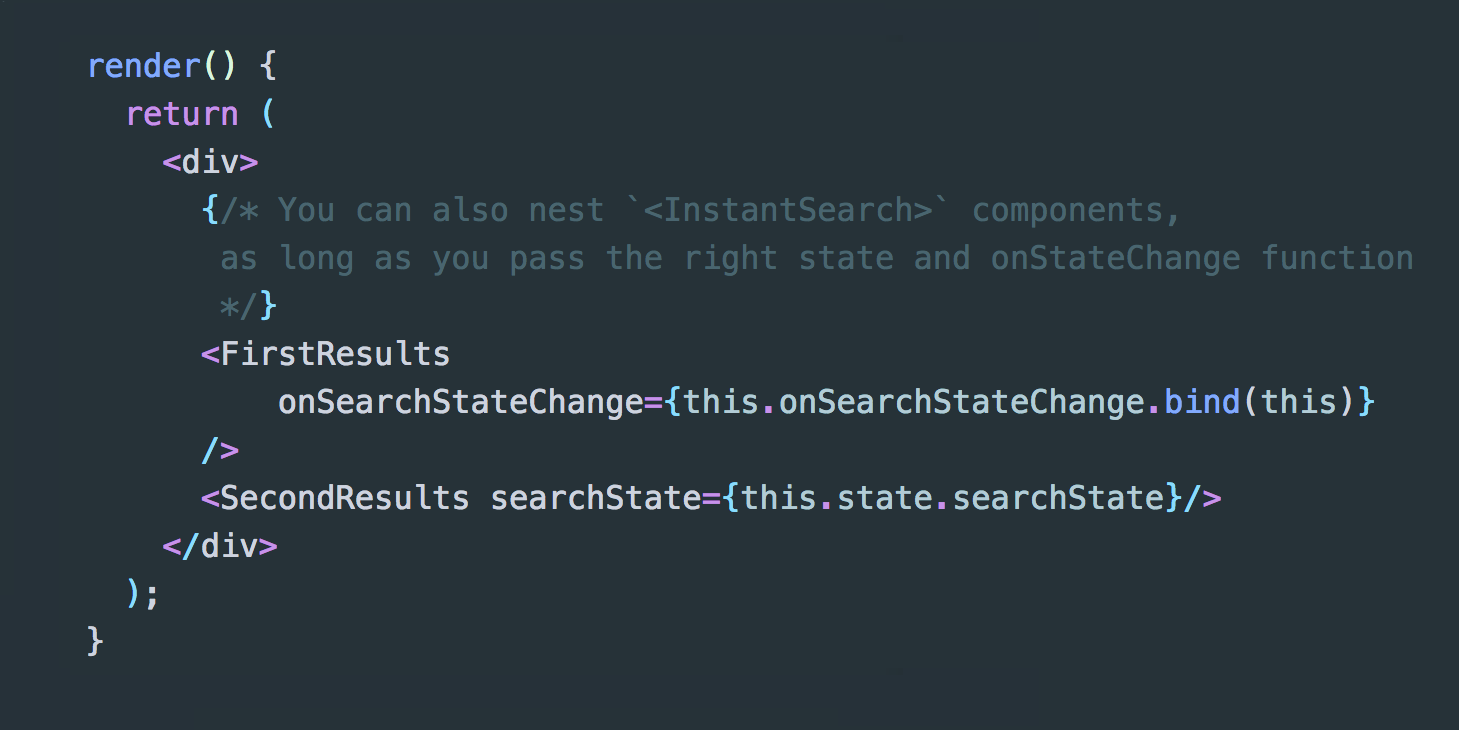 render() {
  return (
    <div>
      {/* You can also nest `<InstantSearch>` components,
       as long as you pass the right state and onStateChange function
       */}
      <FirstResults
          onSearchStateChange={this.onSearchStateChange.bind(this)}
      />
      <SecondResults searchState={this.state.searchState}/>
    </div>
  );
}